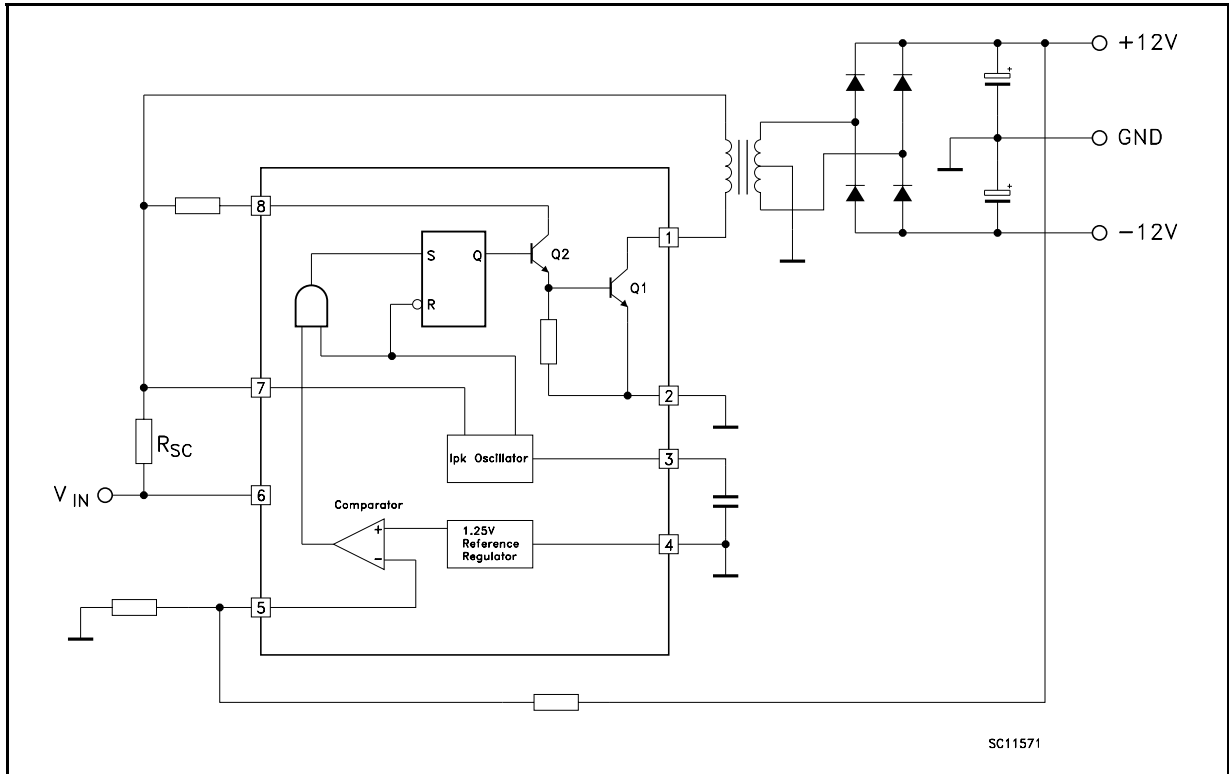 +12V
GND
8
1
S Q
Q2
R
Q1
-12V
7
2
RSC
Ipk Oscillator
3
VIN
6
Comparator
+
-
1.25V
Reference
Regulator
4
5
+
+
SC11571